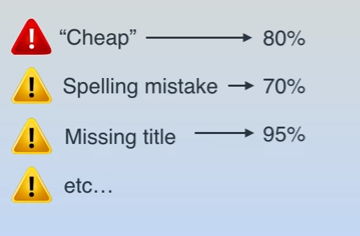 “Cheap” → 80%
Spelling mistake → 70%
Missing title → 95%
etc…